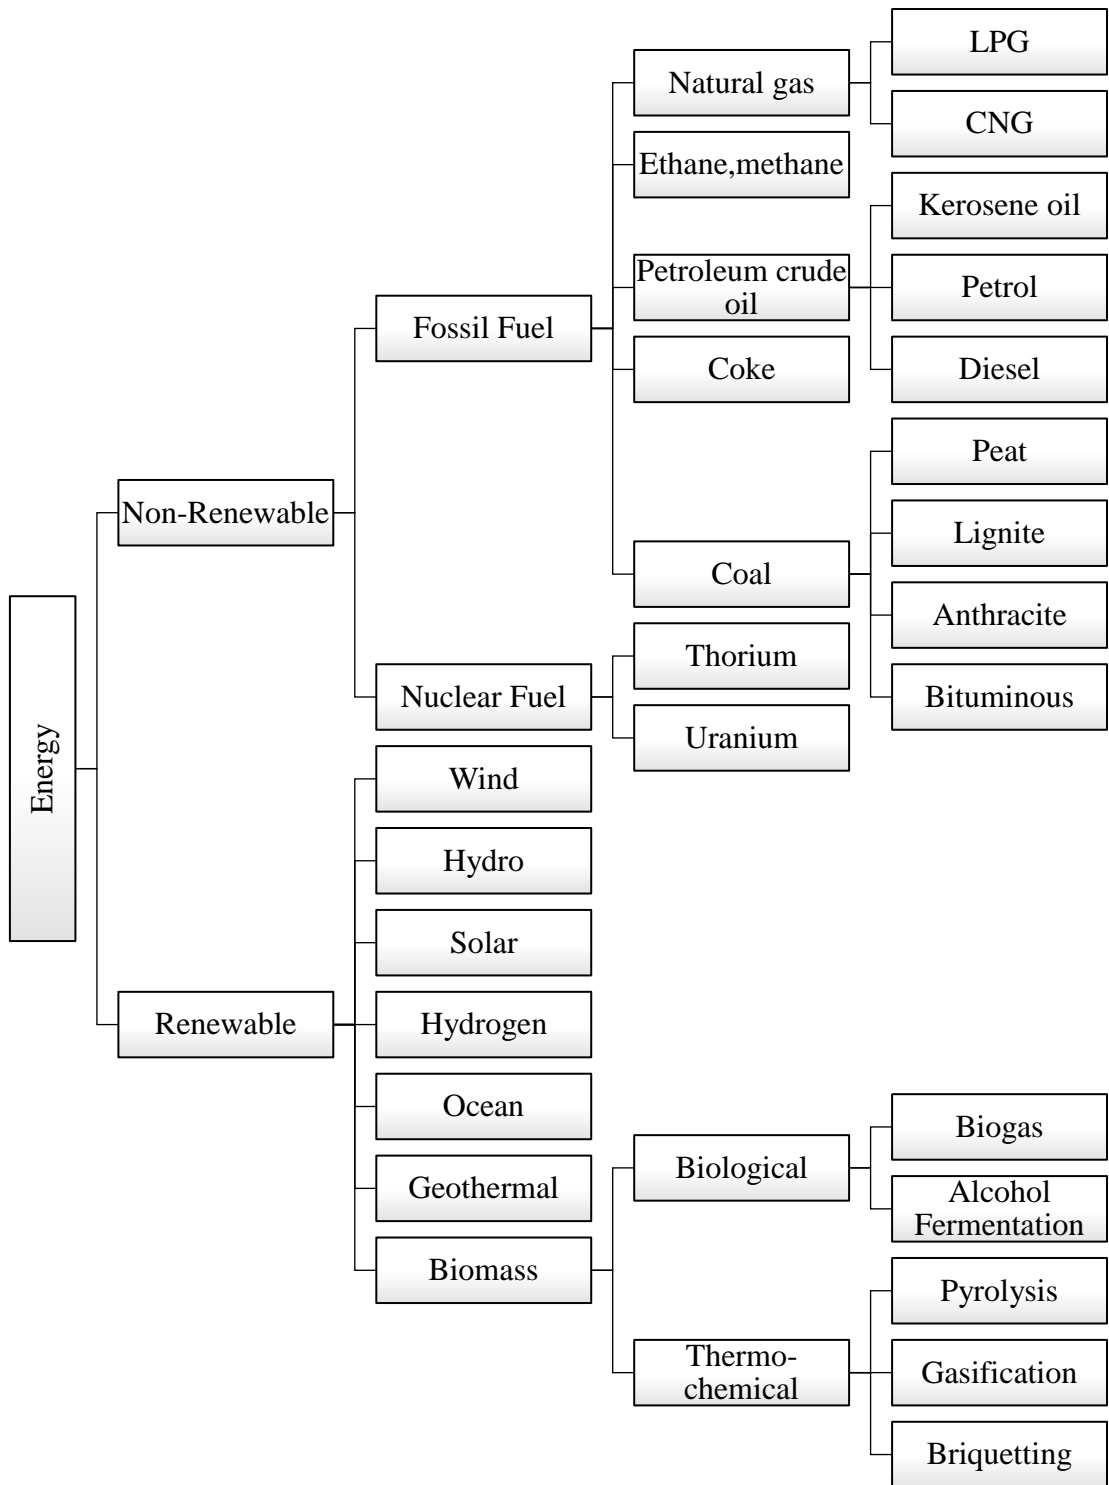 Energy
Non-Renewable
Fossil Fuel
Natural gas
LPG
CNG
Ethane,methane
Petroleum crude
oil
Kerosene oil
Petrol
Diesel
Coke
Coal
Peat
Lignite
Anthracite
Bituminous
Nuclear Fuel
Thorium
Uranium
Renewable
Wind
Hydro
Solar
Hydrogen
Ocean
Geothermal
Biomass
Biological
Biogas
Alcohol
Fermentation
Thermo-
chemical
Pyrolysis
Gasification
Briquetting